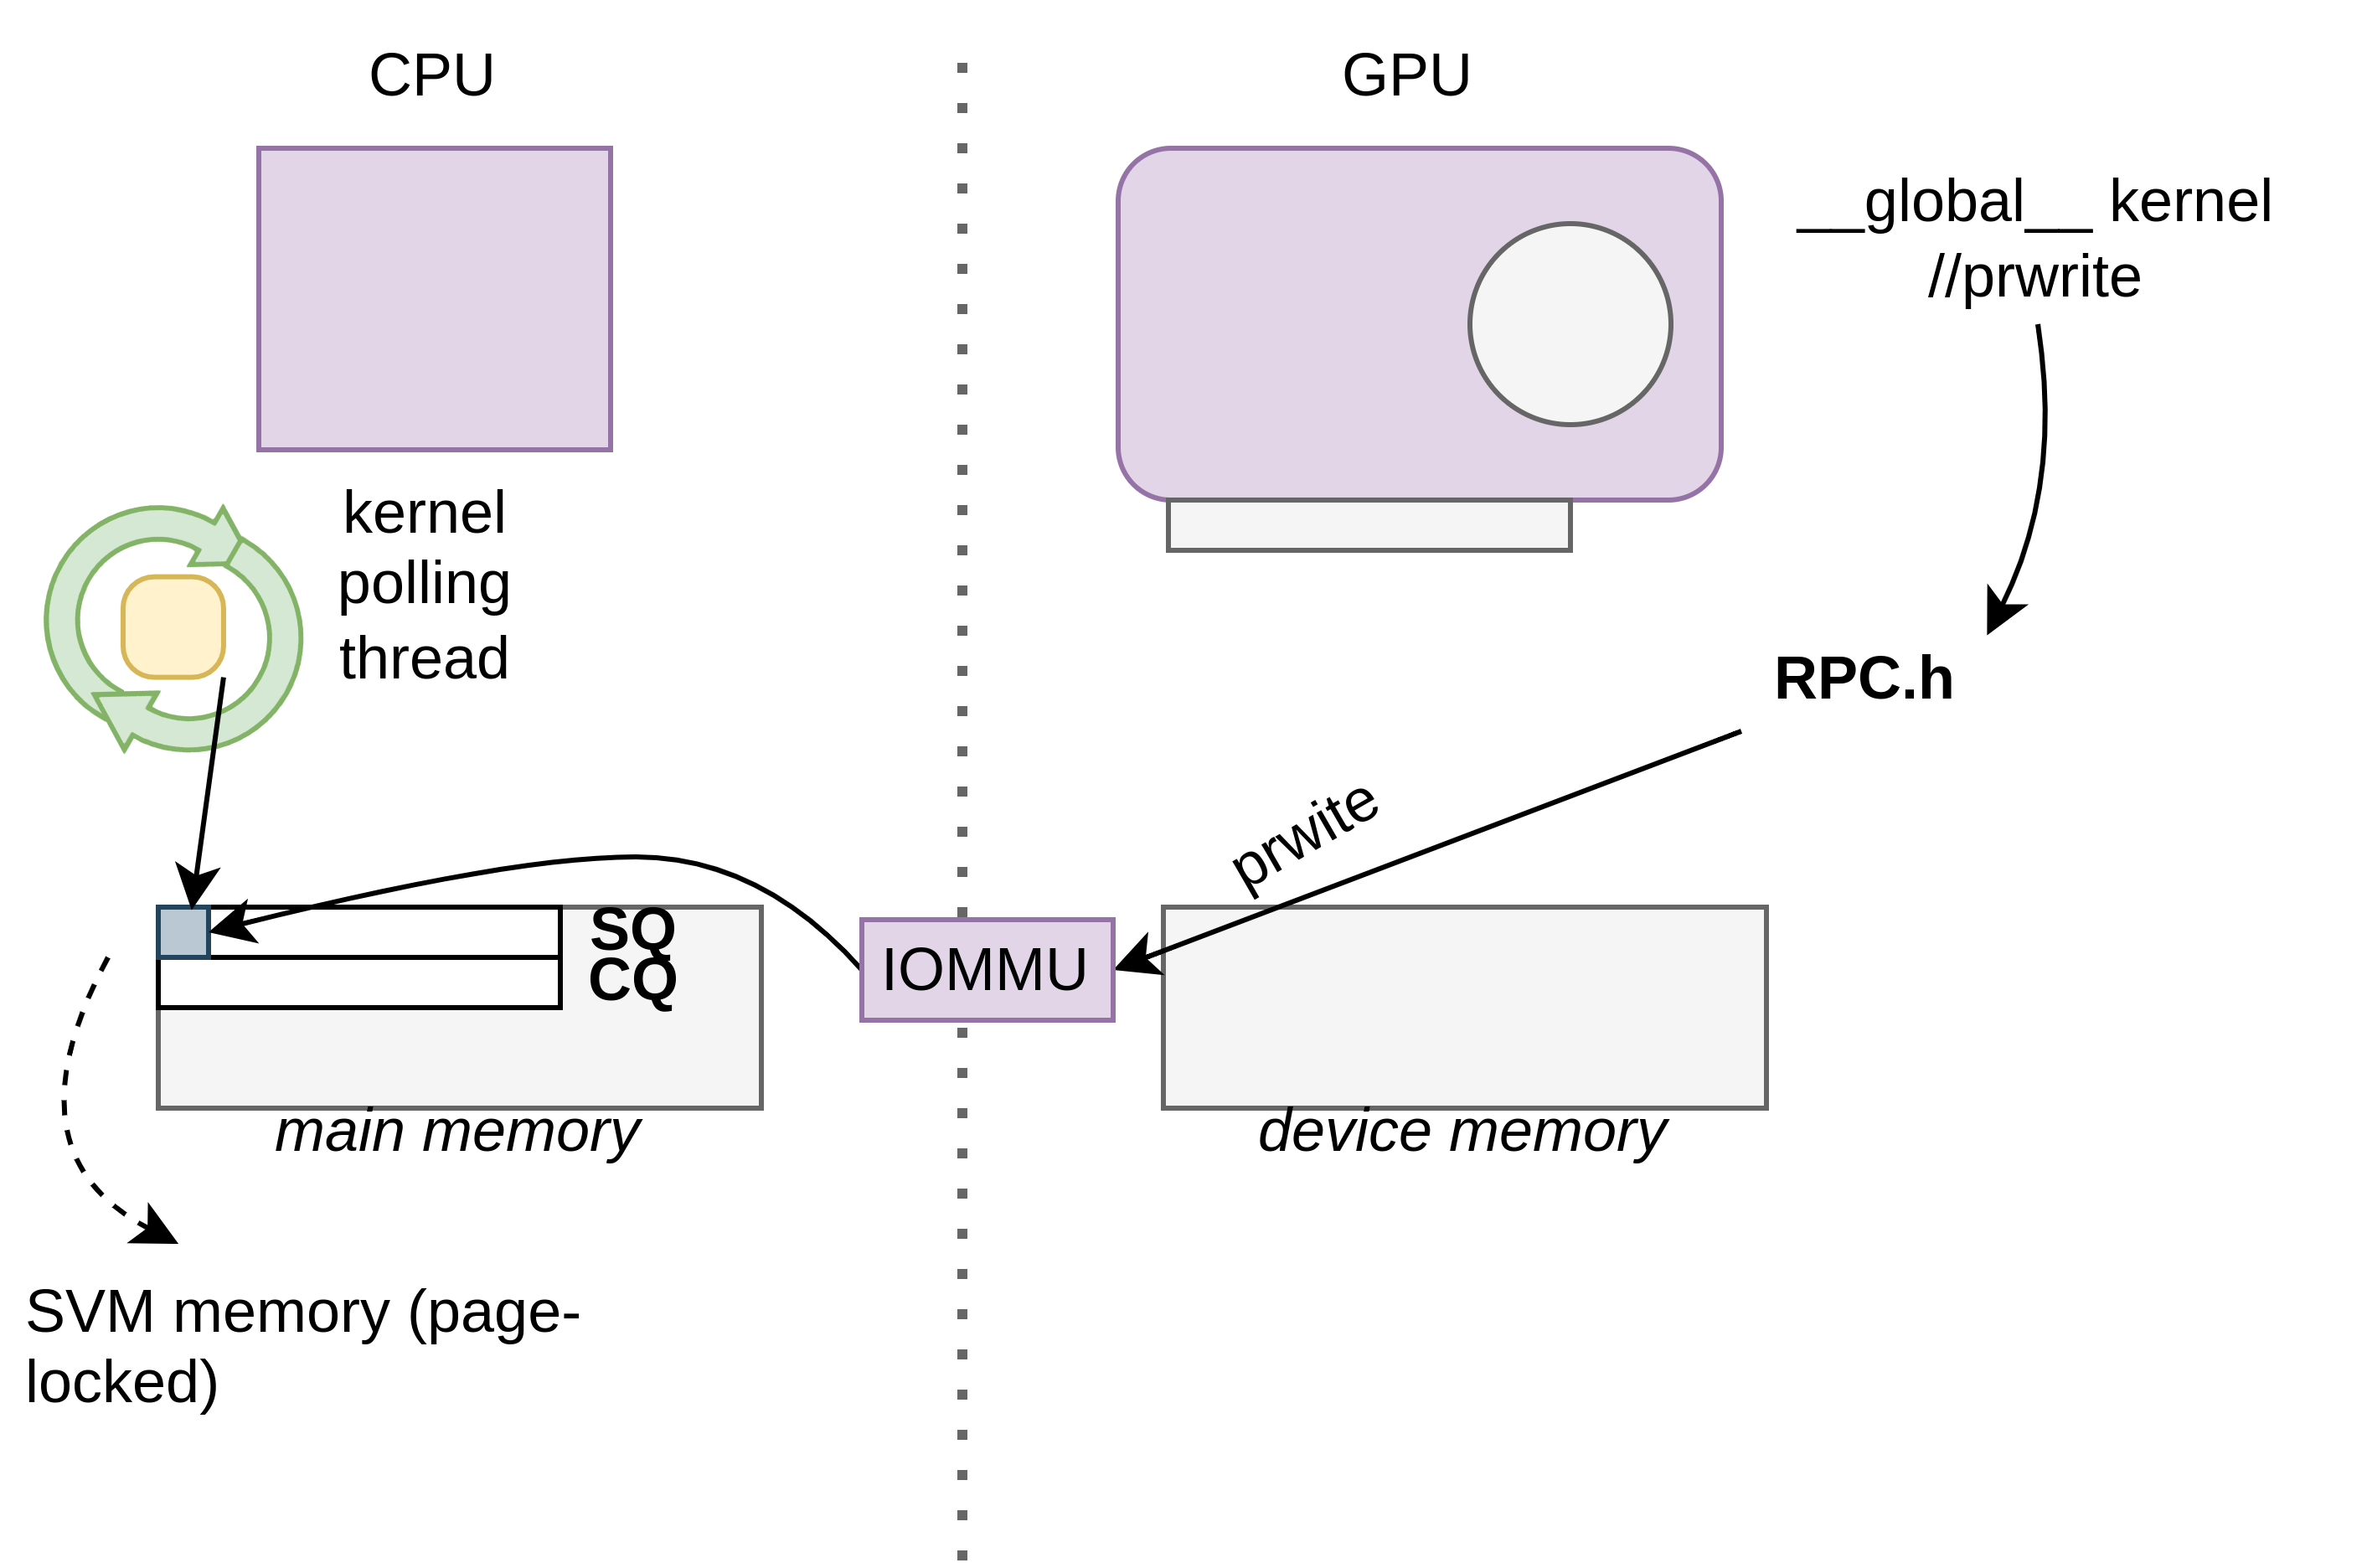 CPU
GPU
__global__ kernel
//prwrite
kernel
polling
thread
RPC.h
prwite
SQ
CQ
IOMMU
main memory
device memory
SVM memory (page-
locked)